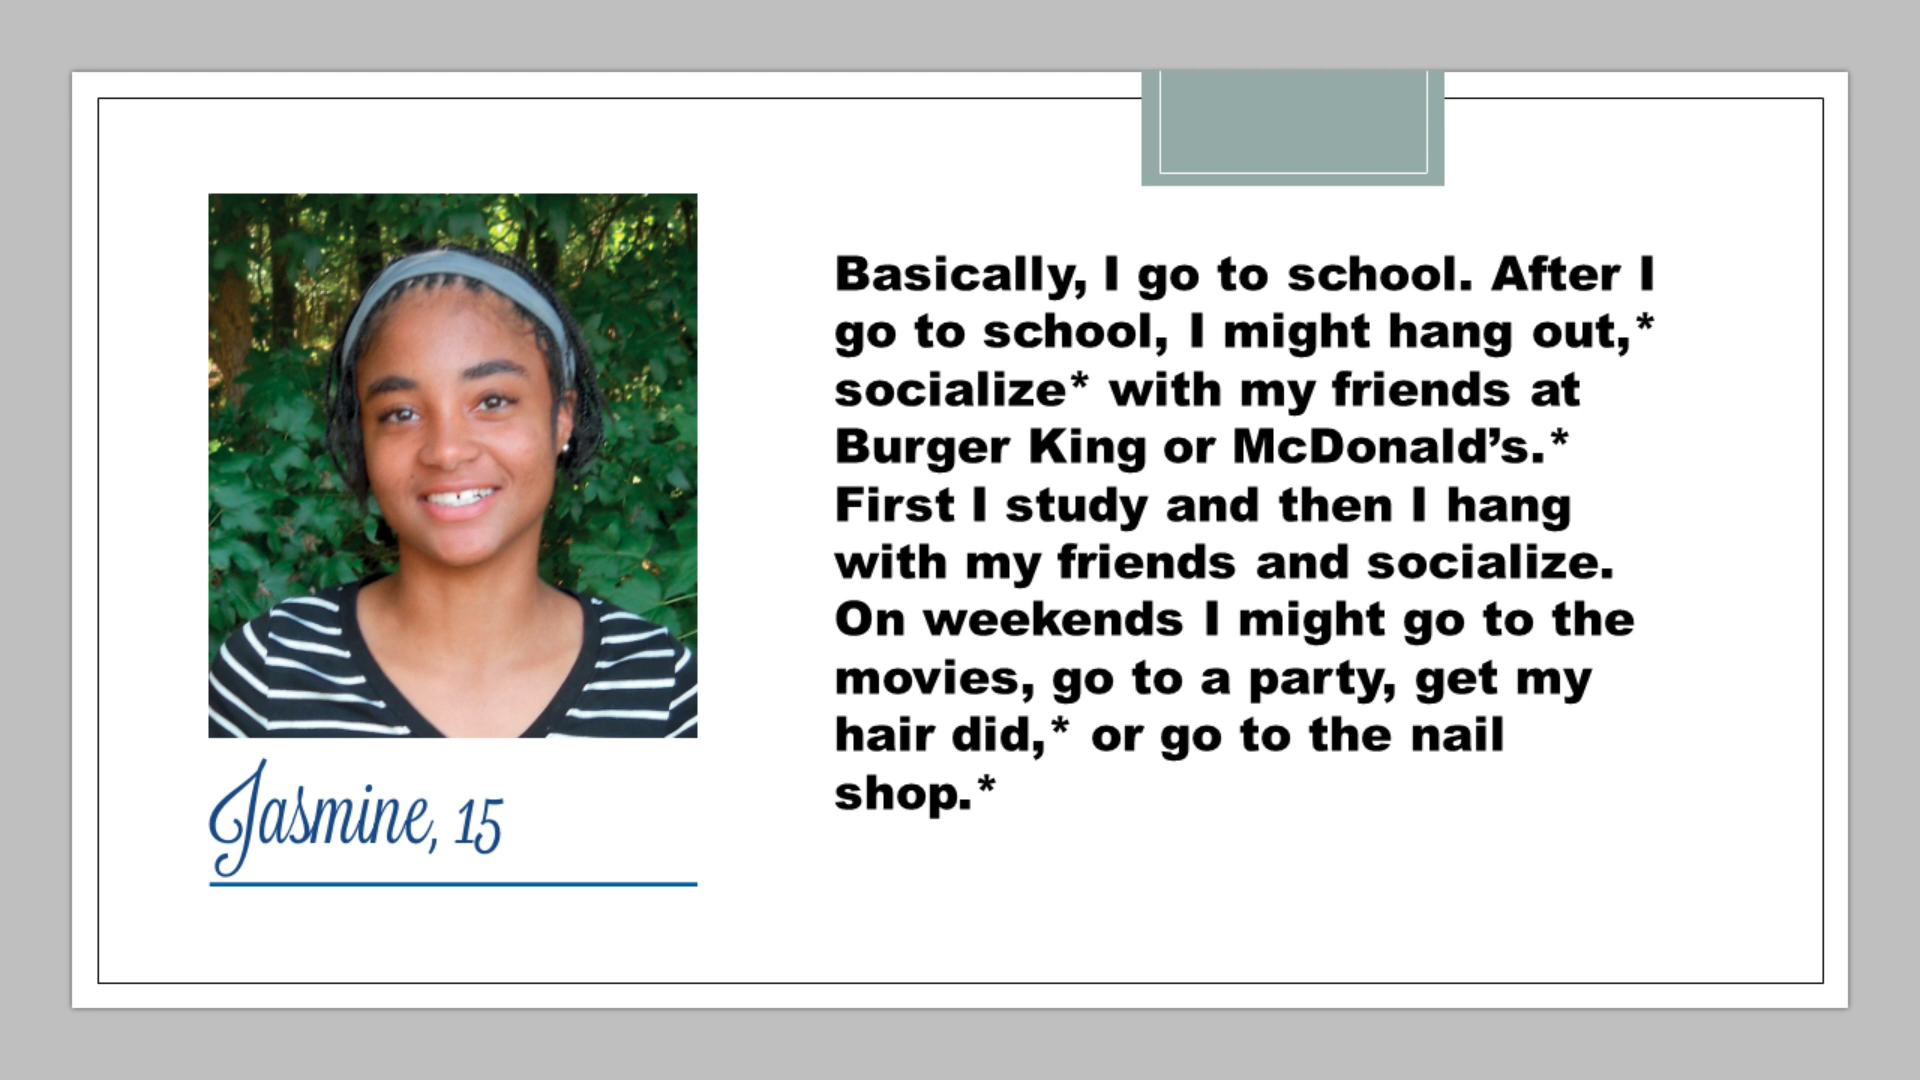 Basically, I go to school. After I
go to school, I might hang out,*
socialize* with my friends at
Burger King or McDonald’s.*
First I study and then I hang
with my friends and socialize.
On weekends I might go to the
movies, go to a party, get my
hair did,* or go to the nail
shop.*
Jasmine, 15